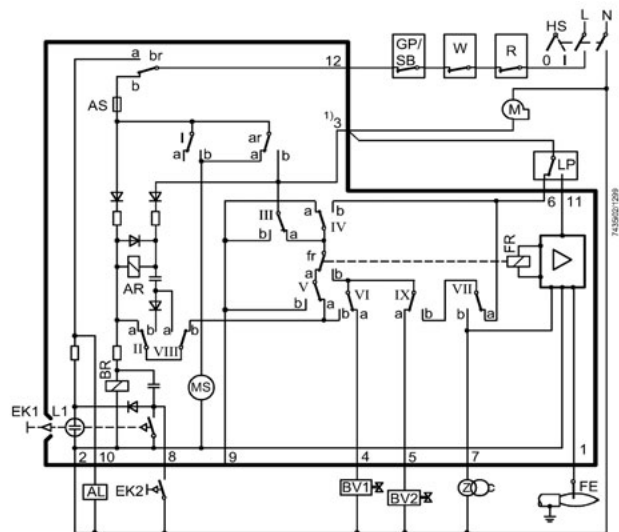 L N
HS
0 I
GP/
SB
W
R
a br
b
12
AS
M
1) 3
I
a b
ar
a b
LP
6 11
7435i02/1299
III
b a
a b
IV
fr
a b
FR
AR
V
b a
VI
b a
IX
a b
VII
b a
a b a b
II VIII
BR
MS
EK1 L1
2 10 8 9 4 5 7 1
AL
EK2
BV1
BV2
Z
FE